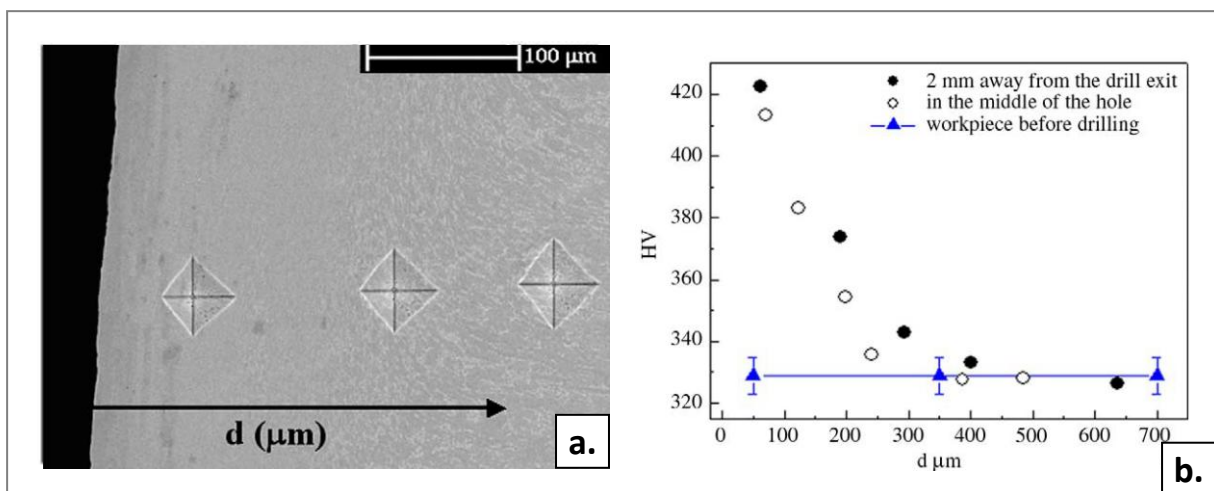 100 µm
d (µm)
a.
2 mm away from the drill exit
in the middle of the hole
workpiece before drilling
420
400
380
360
340
320
HV
0 100 200 300 400 500 600 700
d µm
b.